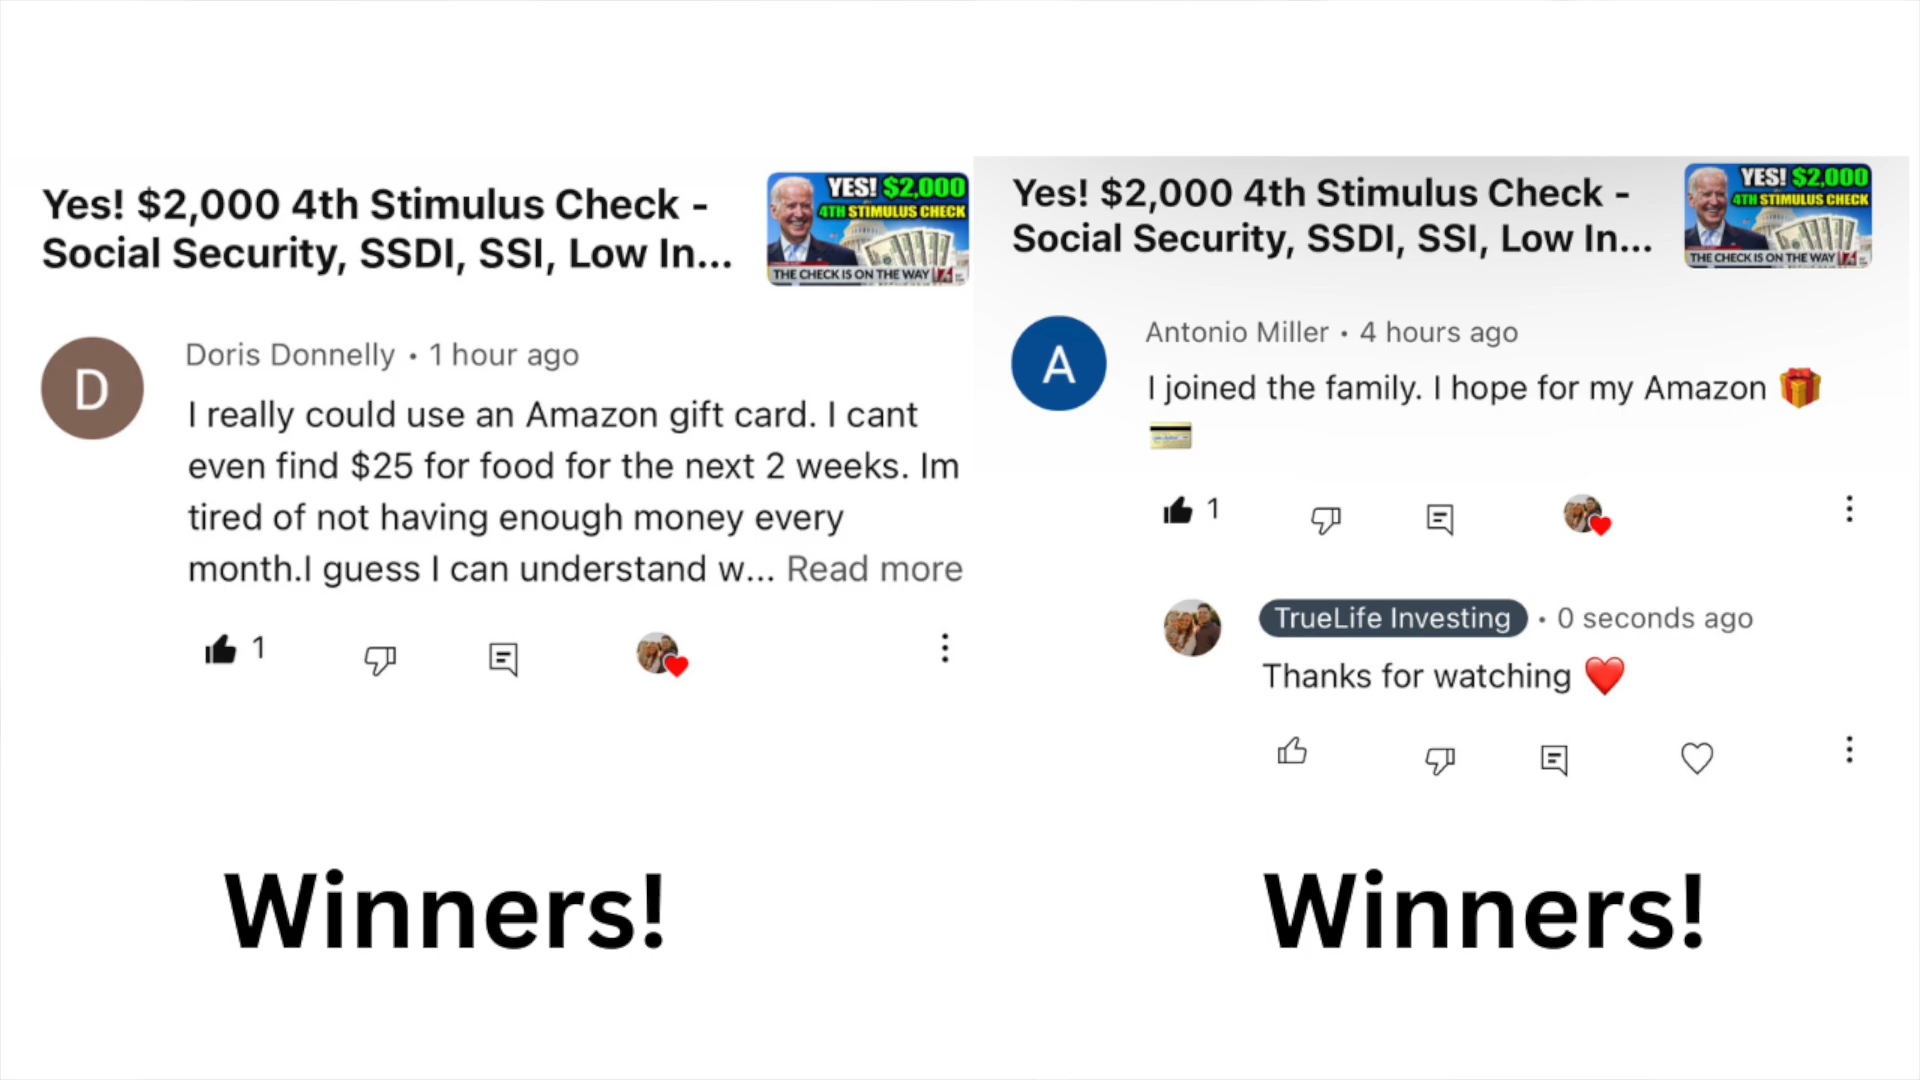 Yes! $2,000 4th Stimulus Check -
Social Security, SSDI, SSI, Low In...
YES! $2,000
4TH STIMULUS CHECK
THE CHECK IS ON THE WAY
D
Doris Donnelly • 1 hour ago
I really could use an Amazon gift card. I cant
even find $25 for food for the next 2 weeks. Im
tired of not having enough money every
month.I guess I can understand w... Read more
1
Winners!
Yes! $2,000 4th Stimulus Check -
Social Security, SSDI, SSI, Low In...
YES! $2,000
4TH STIMULUS CHECK
THE CHECK IS ON THE WAY
A
Antonio Miller • 4 hours ago
I joined the family. I hope for my Amazon 🎁
💳
1
TrueLife Investing • 0 seconds ago
Thanks for watching ❤️
Winners!